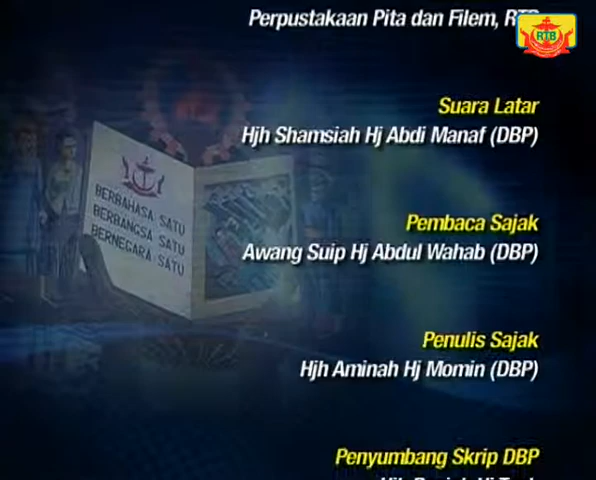 Perpustakaan Pita dan Filem, RTB
RTB
Suara Latar
Hjh Shamsiah Hj Abdi Manaf (DBP)
BERBAHASA SATU
BERBANGSA SATU
BERNEGARA SATU
Pembaca Sajak
Awang Suip Hj Abdul Wahab (DBP)
Penulis Sajak
Hjh Aminah Hj Momin (DBP)
Penyumbang Skrip DBP